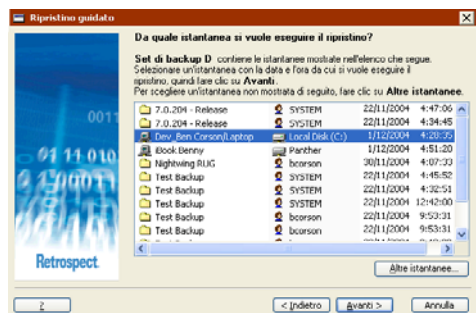 Ripristino guidato
Da quale istantanea si vuole eseguire il ripristino?
Set di backup D contiene le istantanee mostrate nell'elenco che segue.
Selezionare un'istantanea con la data e l'ora da cui si vuole eseguire il
ripristino, quindi fare clic su Avanti.
Per scegliere un'istantanea non mostrata di seguito, fare clic su Altre istantanee.
7.0.204 - Release SYSTEM 22/11/2004 4:47:06
7.0.204 - Release SYSTEM 22/11/2004 4:34:45
Dev_Ben Corson/Laptop Local Disk (C:) 1/12/2004 4:28:35
iBook Benny Panther 1/12/2004 4:51:20
Nightwing RUG bcorson 30/11/2004 4:07:33
Test Backup SYSTEM 22/11/2004 4:45:52
Test Backup SYSTEM 22/11/2004 4:32:51
Test Backup SYSTEM 22/11/2004 12:42:00
Test Backup bcorson 22/11/2004 9:53:31
Test Backup bcorson 22/11/2004 9:53:31
Retrospect
Altre istantanee...
?
< Indietro
Avanti >
Annulla